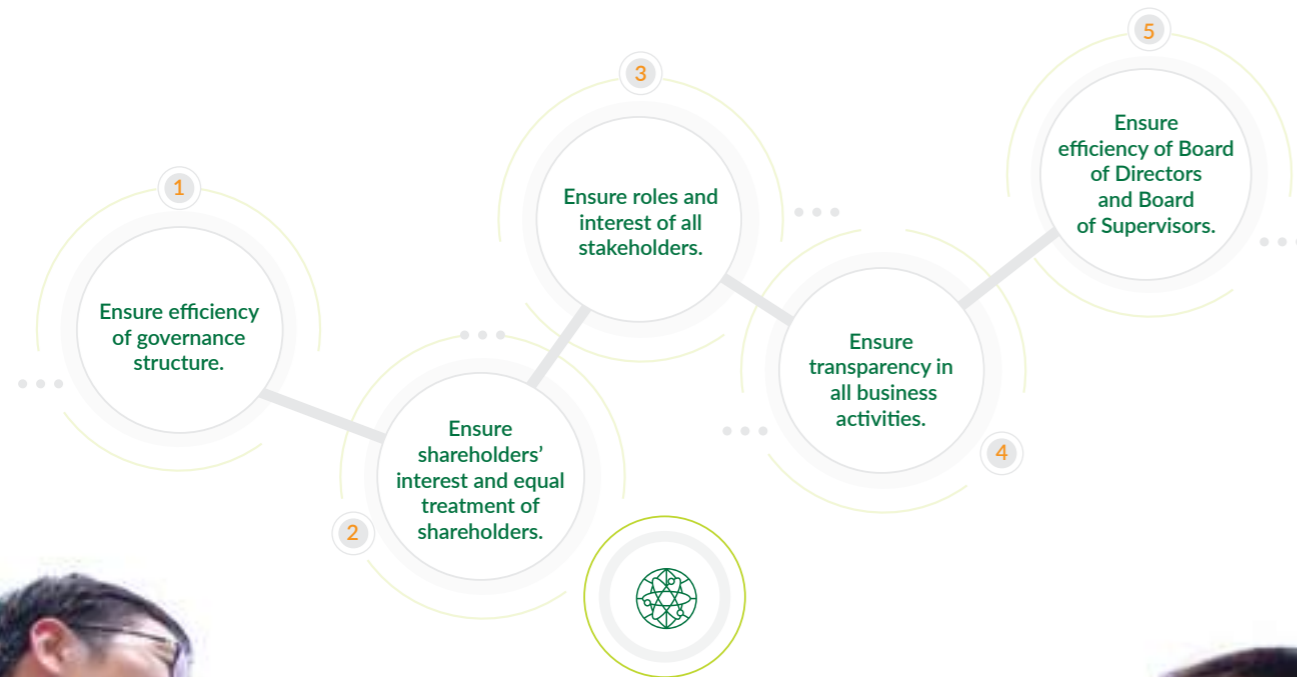 1
Ensure efficiency
of governance
structure.
2
Ensure
shareholders’
interest and equal
treatment of
shareholders.
3
Ensure roles and
interest of all
stakeholders.
4
Ensure
transparency in
all business
activities.
5
Ensure
efficiency of Board
of Directors
and Board
of Supervisors.